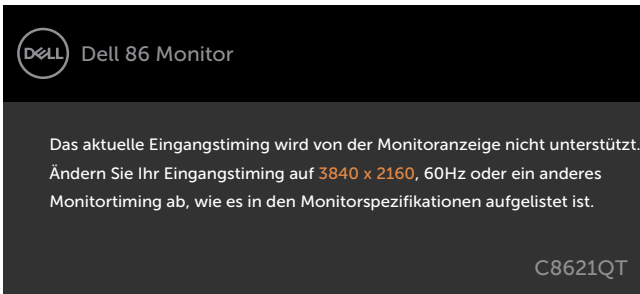 DELL
Dell 86 Monitor
Das aktuelle Eingangstiming wird von der Monitoranzeige nicht unterstützt.
Ändern Sie Ihr Eingangstiming auf 3840 x 2160, 60Hz oder ein anderes
Monitortiming ab, wie es in den Monitorspezifikationen aufgelistet ist.
C8621QT